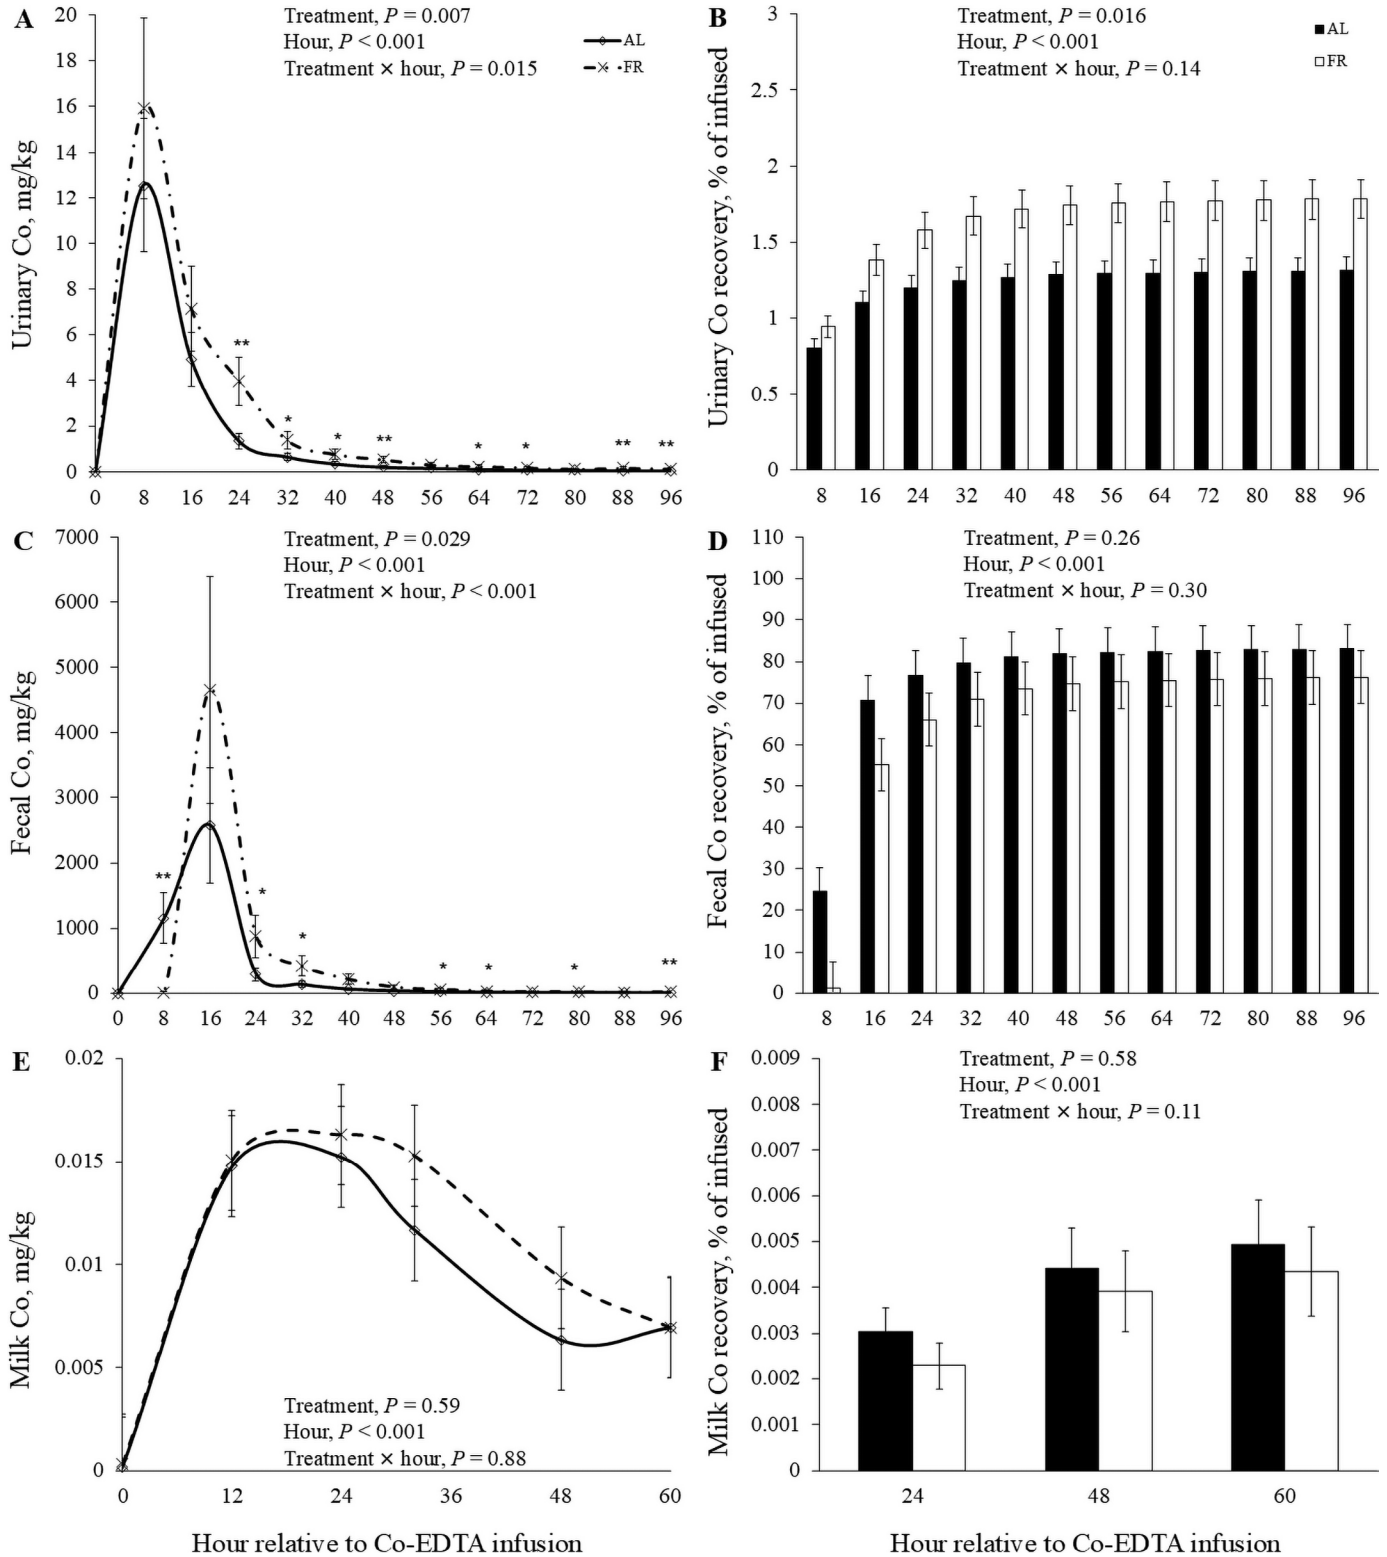 A
Treatment, P = 0.007
Hour, P < 0.001
Treatment × hour, P = 0.015
AL
FR
Urinary Co, mg/kg
20
18
16
14
12
10
8
6
4
2
0
**
*
*
**
*
*
**
**
0 8 16 24 32 40 48 56 64 72 80 88 96
B
Treatment, P = 0.016
Hour, P < 0.001
Treatment × hour, P = 0.14
AL
FR
Urinary Co recovery, % of infused
3
2.5
2
1.5
1
0.5
0
8 16 24 32 40 48 56 64 72 80 88 96
C
Treatment, P = 0.029
Hour, P < 0.001
Treatment × hour, P < 0.001
Fecal Co, mg/kg
7000
6000
5000
4000
3000
2000
1000
0
**
*
*
*
*
*
**
0 8 16 24 32 40 48 56 64 72 80 88 96
D
Treatment, P = 0.26
Hour, P < 0.001
Treatment × hour, P = 0.30
Fecal Co recovery, % of infused
110
100
90
80
70
60
50
40
30
20
10
0
8 16 24 32 40 48 56 64 72 80 88 96
E
Milk Co, mg/kg
0.02
0.015
0.01
0.005
0
Treatment, P = 0.59
Hour, P < 0.001
Treatment × hour, P = 0.88
0 12 24 36 48 60
Hour relative to Co-EDTA infusion
F
Treatment, P = 0.58
Hour, P < 0.001
Treatment × hour, P = 0.11
Milk Co recovery, % of infused
0.009
0.008
0.007
0.006
0.005
0.004
0.003
0.002
0.001
0
24 48 60
Hour relative to Co-EDTA infusion